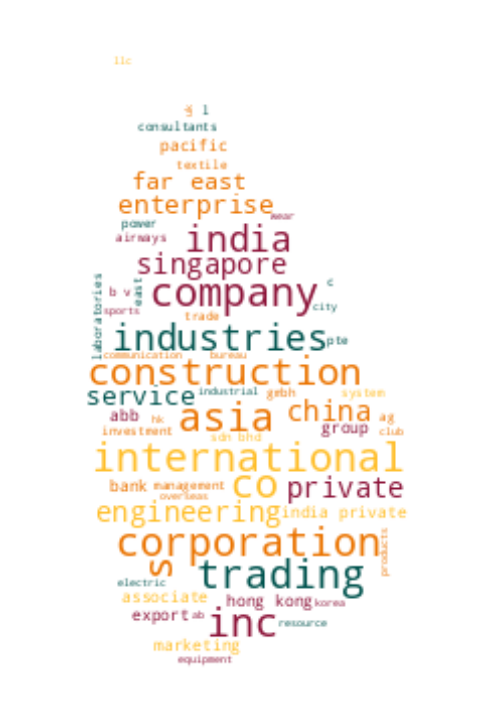 llc
l
consultants
pacific
textile
far east
enterprise
wear
power
airways
india
singapore
laboratories
b v
east
company
c
city
sports
trade
industries
pte
communication
bureau
construction
service
industrial
gmbh
system
abb
hk
asia
china
ag
investment
sdn bhd
group
club
international
bank
management
overseas
co
private
engineering
india private
corporation
products
s
trading
electric
associate
hong kong
korea
export
ab
inc
resource
marketing
equipment